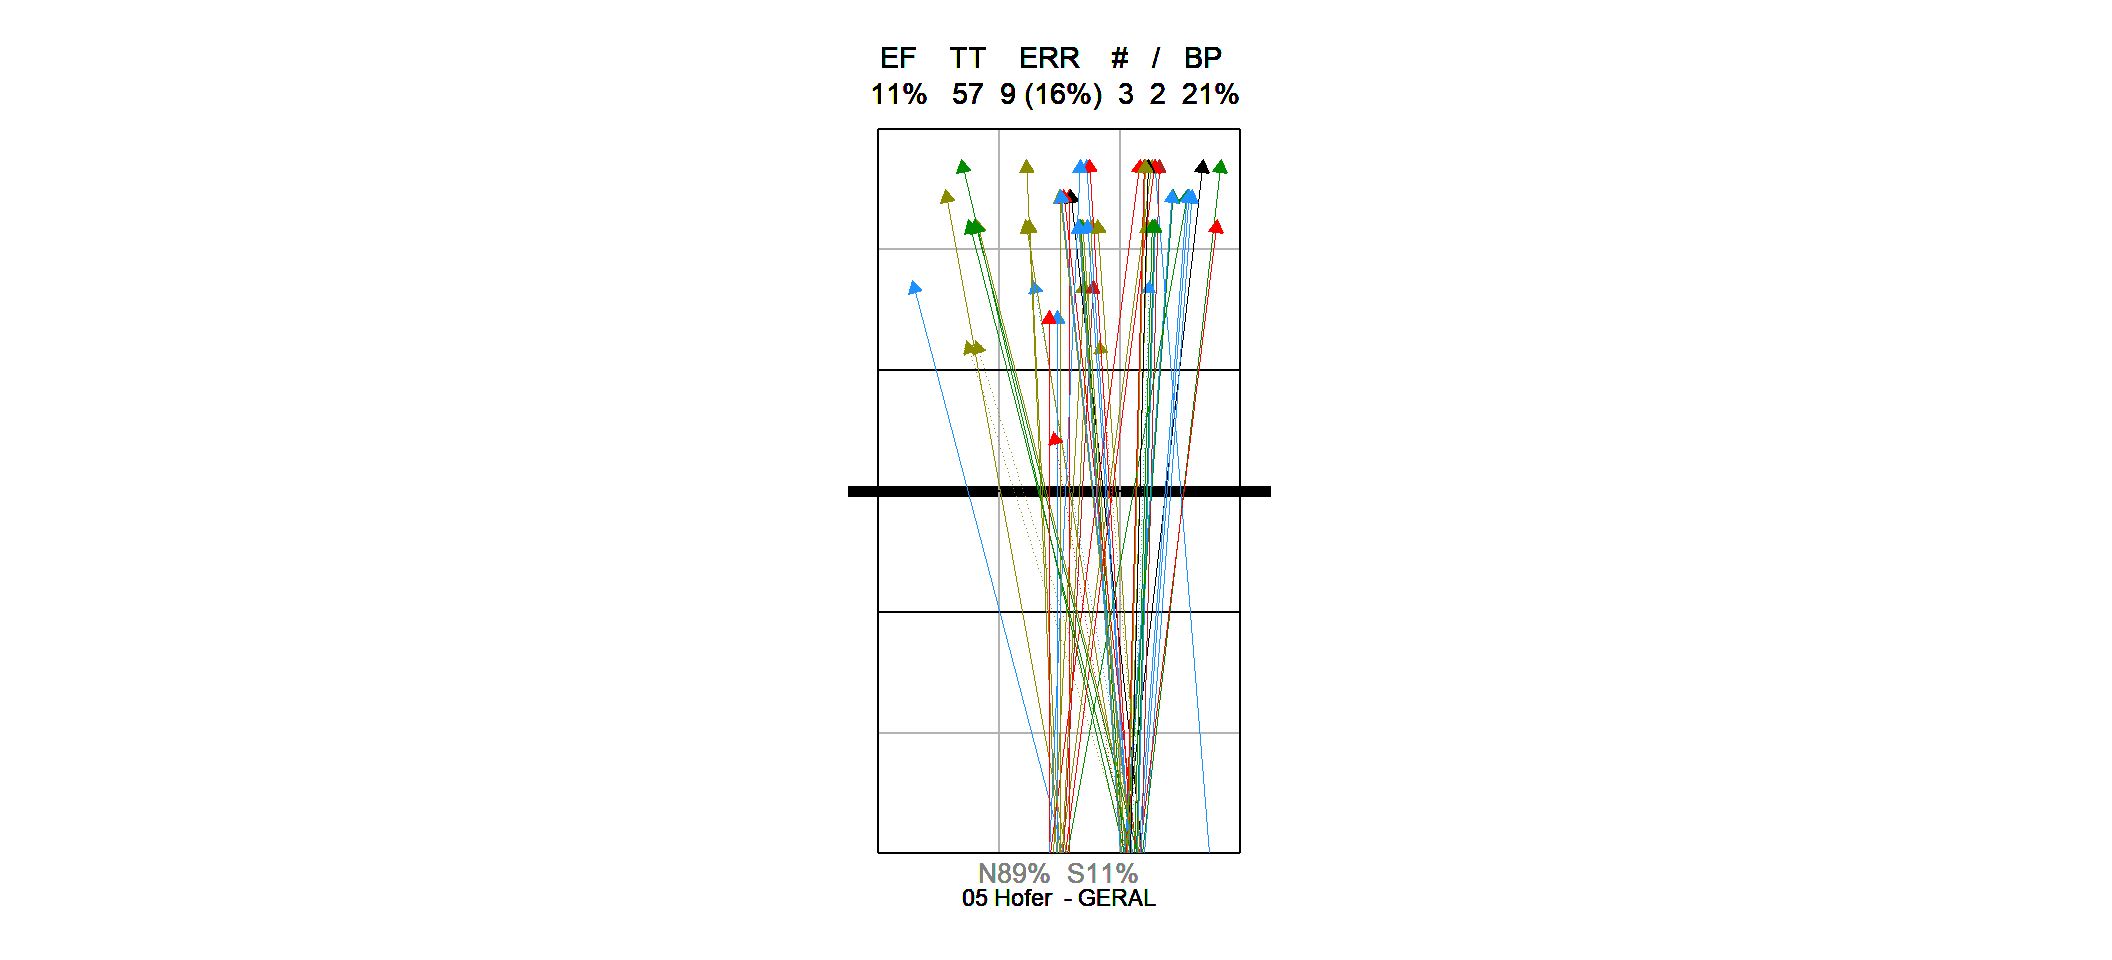 EF TT ERR # / BP
11% 57 9 (16%) 3 2 21%
N89% S11%
05 Hofer - GERAL